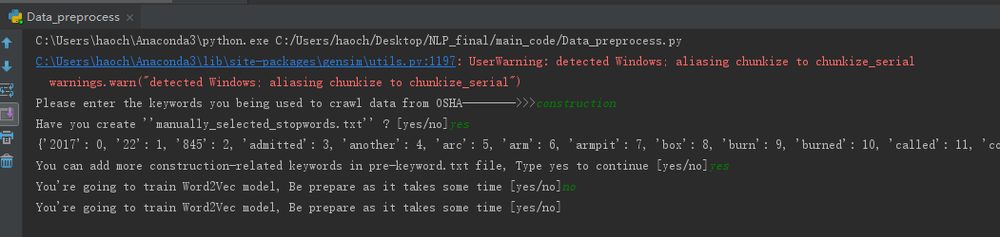 Data_preprocess
C:\Users\haoch\Anaconda3\python.exe C:/Users/haoch/Desktop/NLP_final/main_code/Data_preprocess.py
C:\Users\haoch\Anaconda3\lib\site-packages\gensim\utils.py:1197: UserWarning: detected Windows; aliasing chunkize to chunkize_serial
warnings.warn("detected Windows; aliasing chunkize to chunkize_serial")
Please enter the keywords you being used to crawl data from OSHA-------->>>construction
Have you create ''manually_selected_stopwords.txt'' ? [yes/no]yes
{'2017': 0, '22': 1, '845': 2, 'admitted': 3, 'another': 4, 'arc': 5, 'arm': 6, 'armpit': 7, 'box': 8, 'burn': 9, 'burned': 10, 'called': 11, 'co
You can add more construction-related keywords in pre-keyword.txt file, Type yes to continue [yes/no]yes
You're going to train Word2Vec model, Be prepare as it takes some time [yes/no]no
You're going to train Word2Vec model, Be prepare as it takes some time [yes/no]